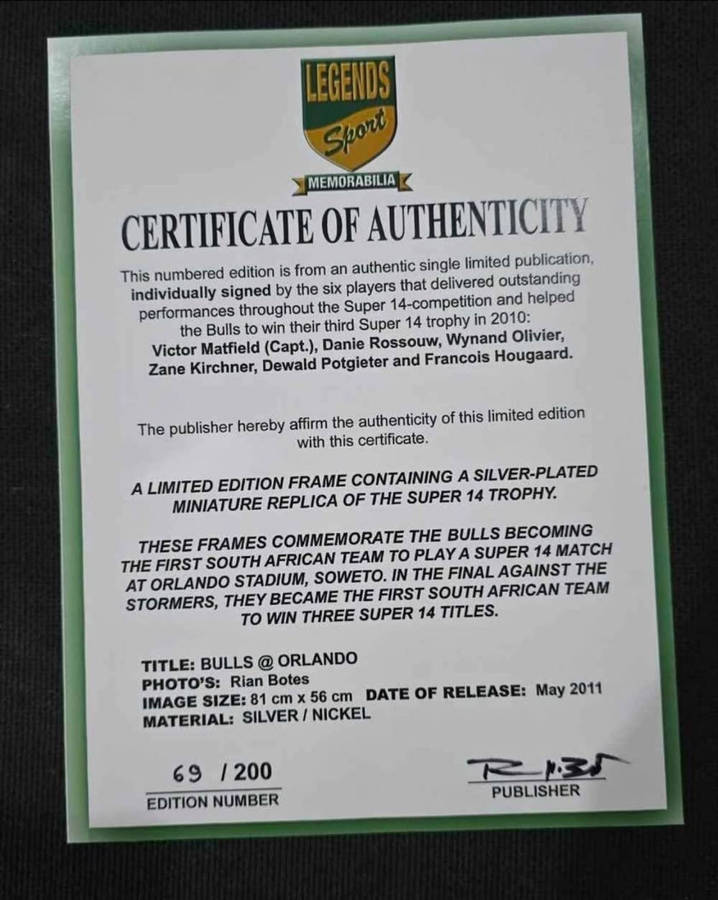 LEGENDS
Sport
MEMORABILIA
CERTIFICATE OF AUTHENTICITY
This numbered edition is from an authentic single limited publication,
individually signed by the six players that delivered outstanding
performances throughout the Super 14-competition and helped
the Bulls to win their third Super 14 trophy in 2010:
Victor Matfield (Capt.), Danie Rossouw, Wynand Olivier,
Zane Kirchner, Dewald Potgieter and Francois Hougaard.
The publisher hereby affirm the authenticity of this limited edition
with this certificate.
A LIMITED EDITION FRAME CONTAINING A SILVER-PLATED
MINIATURE REPLICA OF THE SUPER 14 TROPHY.
THESE FRAMES COMMEMORATE THE BULLS BECOMING
THE FIRST SOUTH AFRICAN TEAM TO PLAY A SUPER 14 MATCH
AT ORLANDO STADIUM, SOWETO. IN THE FINAL AGAINST THE
STORMERS, THEY BECAME THE FIRST SOUTH AFRICAN TEAM
TO WIN THREE SUPER 14 TITLES.
TITLE: BULLS @ ORLANDO
PHOTO'S: Rian Botes
IMAGE SIZE: 81 cm x 56 cm DATE OF RELEASE: May 2011
MATERIAL: SILVER / NICKEL
69 / 200
EDITION NUMBER
PUBLISHER